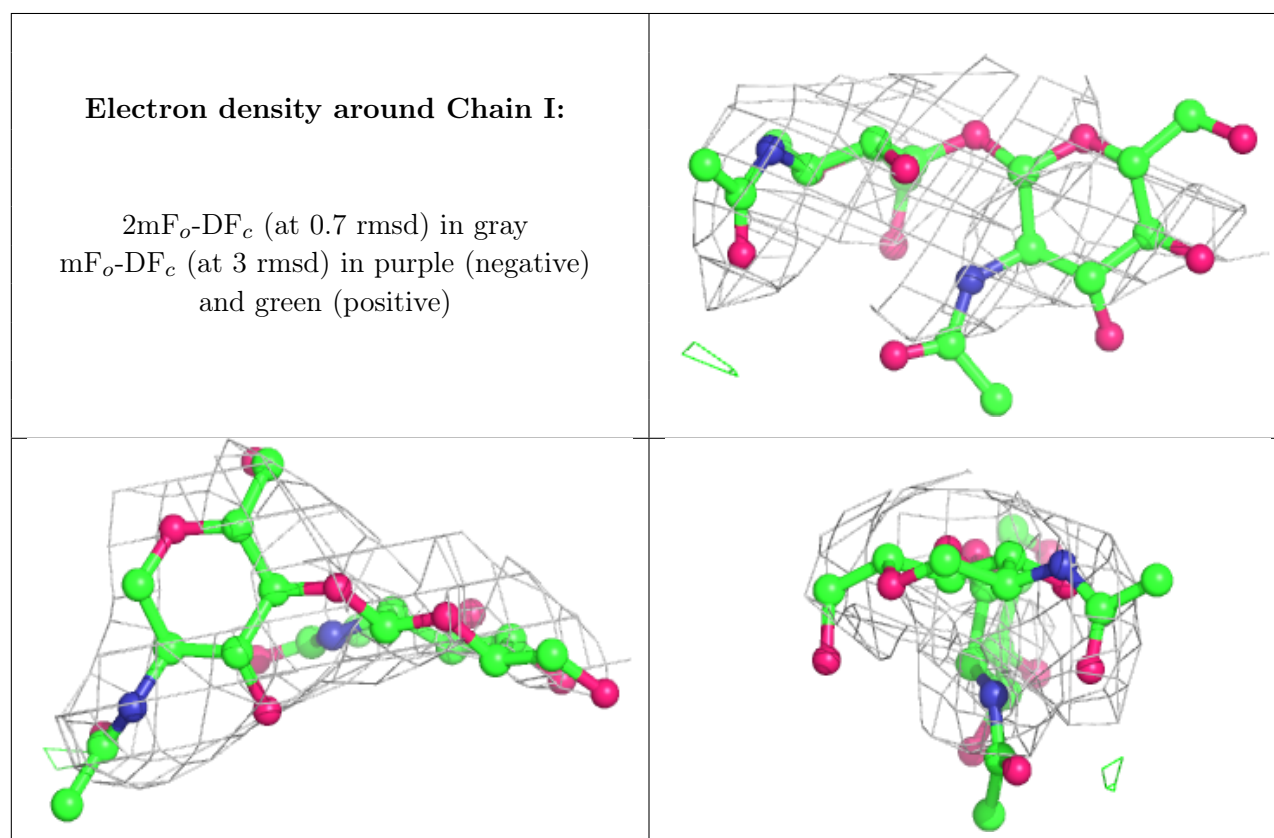 Electron density around Chain I:
2mFo-DFc (at 0.7 rmsd) in gray
mFo-DFc (at 3 rmsd) in purple (negative)
and green (positive)